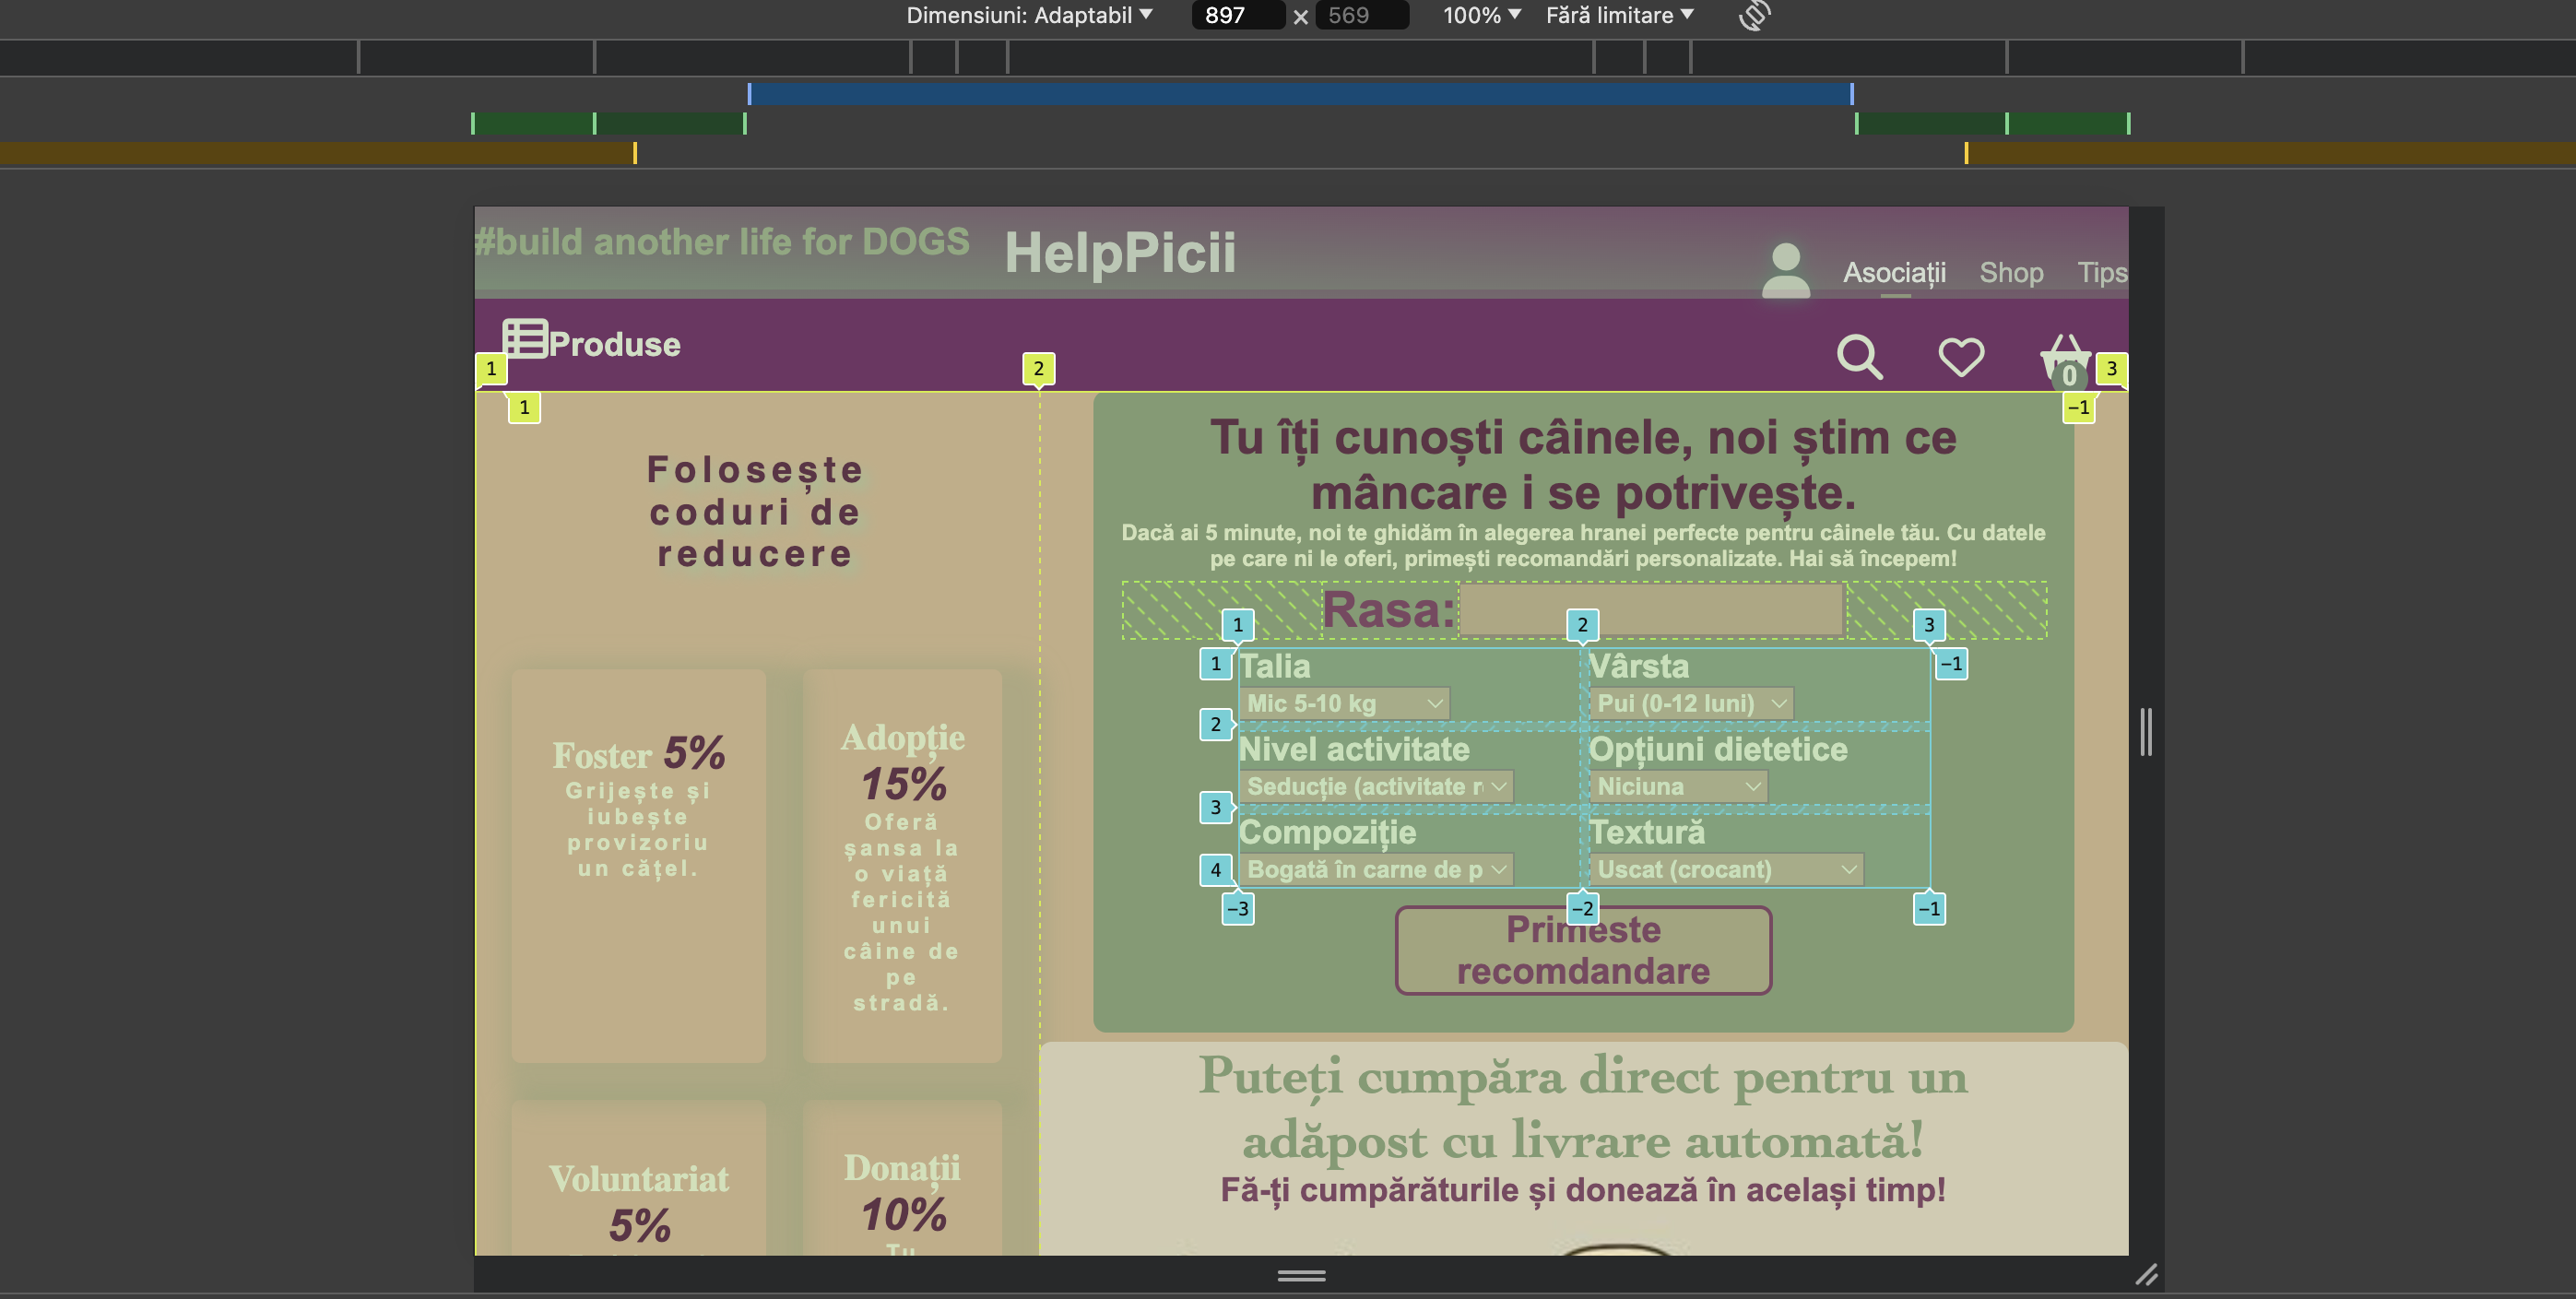 Dimensiuni: Adaptabil ▼ 897 × 569 100% ▼ Fără limitare ▼
#build another life for DOGS
HelpPicii
Asociații Shop Tips
Produse
0
1 2 3
1 −1
Folosește
coduri de
reducere
Foster 5%
Grijește și
iubește
provizoriu
un cățel.
Adopție
15%
Oferă
șansa la
o viață
fericită
unui
câine de
pe
stradă.
Voluntariat
5%
Donații
10%
Tu
Tu îți cunoști câinele, noi știm ce
mâncare i se potrivește.
Dacă ai 5 minute, noi te ghidăm în alegerea hranei perfecte pentru câinele tău. Cu datele
pe care ni le oferi, primești recomandări personalizate. Hai să începem!
Rasa:
1 2 3
1 −1
Talia Vârsta
Mic 5-10 kg Pui (0-12 luni)
2
Nivel activitate Opțiuni dietetice
Seducție (activitate r Niciuna
3
Compoziție Textură
Bogată în carne de p Uscat (crocant)
4
−3 −2 −1
Primeste
recomdandare
Puteți cumpăra direct pentru un
adăpost cu livrare automată!
Fă-ți cumpărăturile și donează în același timp!